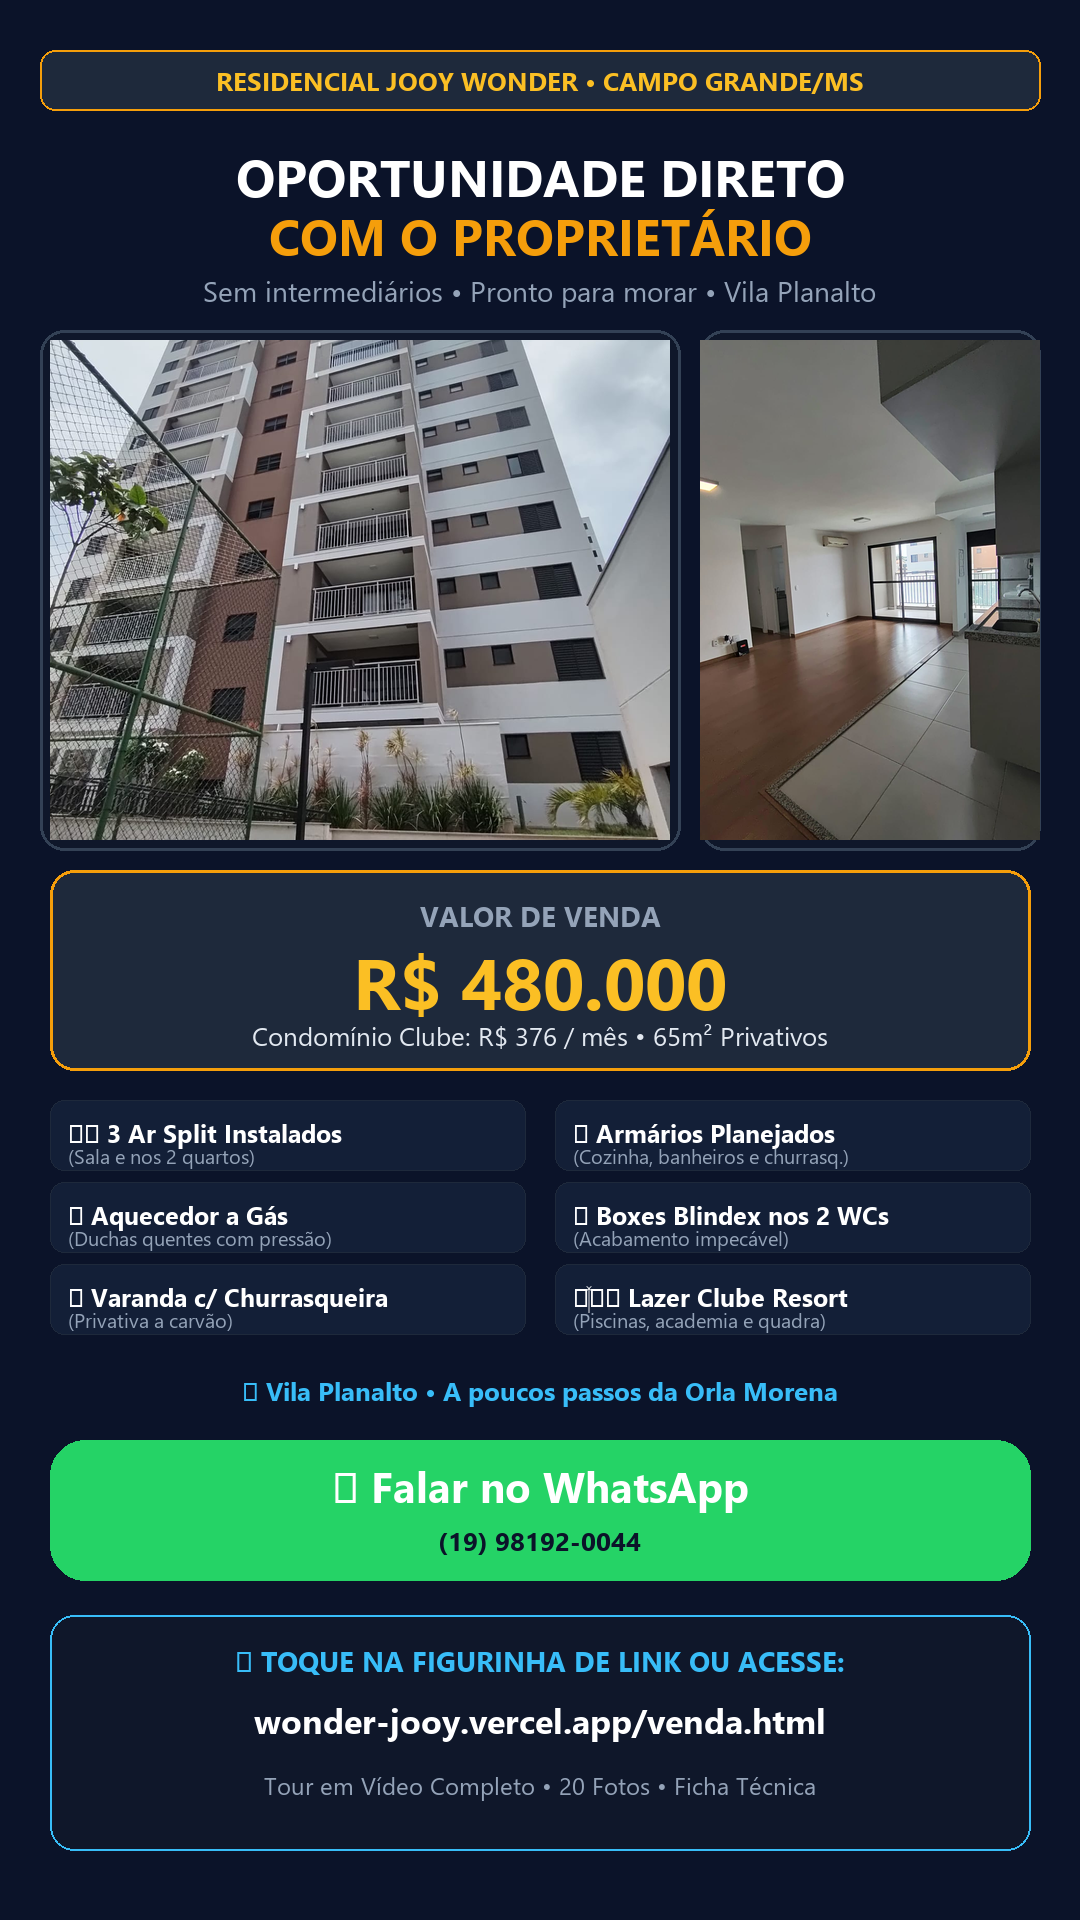 RESIDENCIAL JOOY WONDER • CAMPO GRANDE/MS
OPORTUNIDADE DIRETO
COM O PROPRIETÁRIO
Sem intermediários • Pronto para morar • Vila Planalto
VALOR DE VENDA
R$ 480.000
Condomínio Clube: R$ 376 / mês • 65m² Privativos
3 Ar Split Instalados
(Sala e nos 2 quartos)
Armários Planejados
(Cozinha, banheiros e churrasq.)
Aquecedor a Gás
(Duchas quentes com pressão)
Boxes Blindex nos 2 WCs
(Acabamento impecável)
Varanda c/ Churrasqueira
(Privativa a carvão)
Lazer Clube Resort
(Piscinas, academia e quadra)
Vila Planalto • A poucos passos da Orla Morena
Falar no WhatsApp
(19) 98192-0044
TOQUE NA FIGURINHA DE LINK OU ACESSE:
wonder-jooy.vercel.app/venda.html
Tour em Vídeo Completo • 20 Fotos • Ficha Técnica